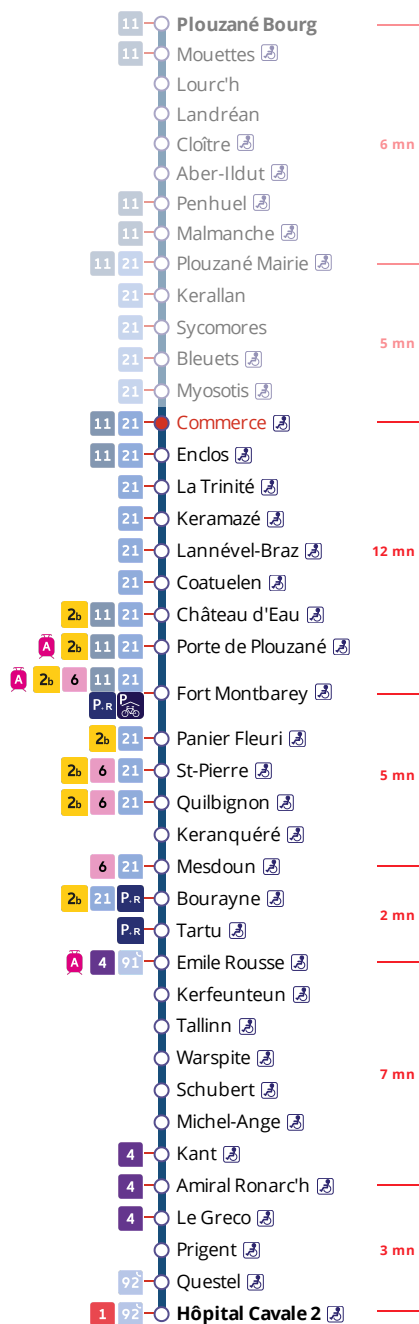 11 Plouzané Bourg
11 Mouettes
Lourc'h
Landréan
Cloître
6 mn
Aber-Ildut
11 Penhuel
11 Malmanche
11 21 Plouzané Mairie
21 Kerallan
21 Sycomores
5 mn
21 Bleuets
21 Myosotis
11 21 Commerce
11 21 Enclos
21 La Trinité
21 Keramazé
21 Lannével-Braz
12 mn
21 Coatuelen
2b 11 21 Château d'Eau
A 2b 11 21 Porte de Plouzané
A 2b 6 11 21
Fort Montbarey
P+R P
2b 21 Panier Fleuri
2b 6 21 St-Pierre
5 mn
2b 6 21 Quilbignon
Keranquéré
6 21 Mesdoun
2b 21 P+R Bourayne
2 mn
P+R Tartu
A 4 91 Emile Rousse
Kerfeunteun
Tallinn
Warspite
7 mn
Schubert
Michel-Ange
4 Kant
4 Amiral Ronarc'h
4 Le Greco
Prigent
3 mn
92 Questel
1 92 Hôpital Cavale 2